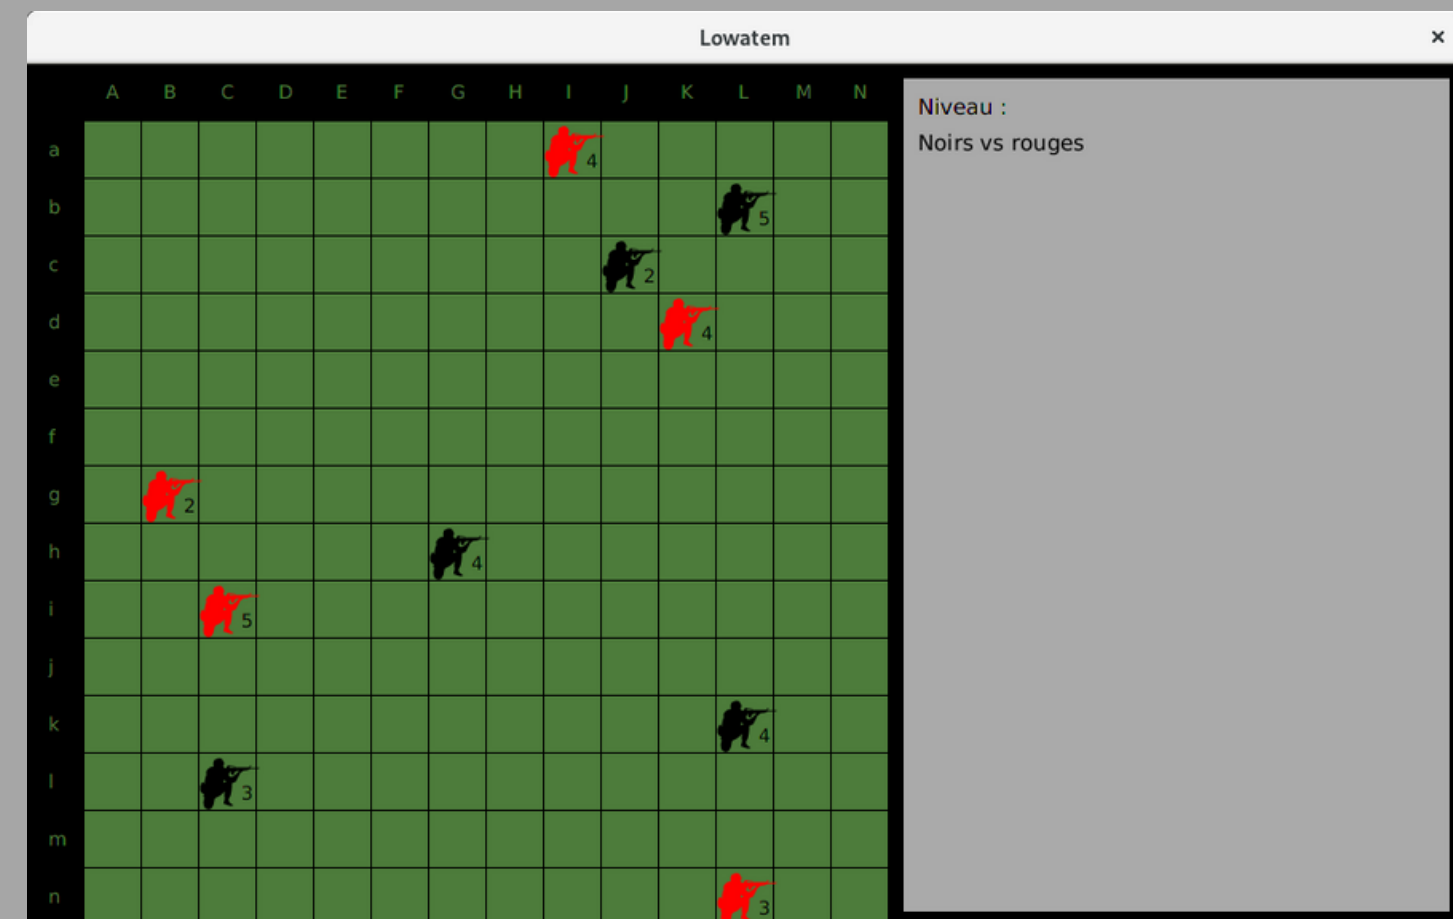 Lowatem ×
A B C D E F G H I J K L M N
Niveau :
Noirs vs rouges
a 4
b 5
c 2
d 4
e
f
g 2
h 4
i 5
j
k 4
l 3
m
n 3